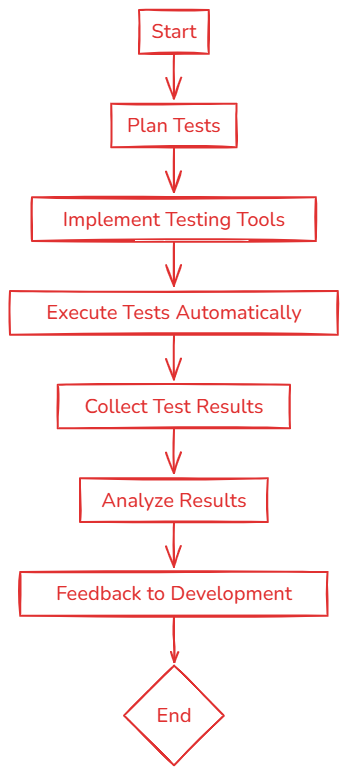 Start
Plan Tests
Implement Testing Tools
Execute Tests Automatically
Collect Test Results
Analyze Results
Feedback to Development
End